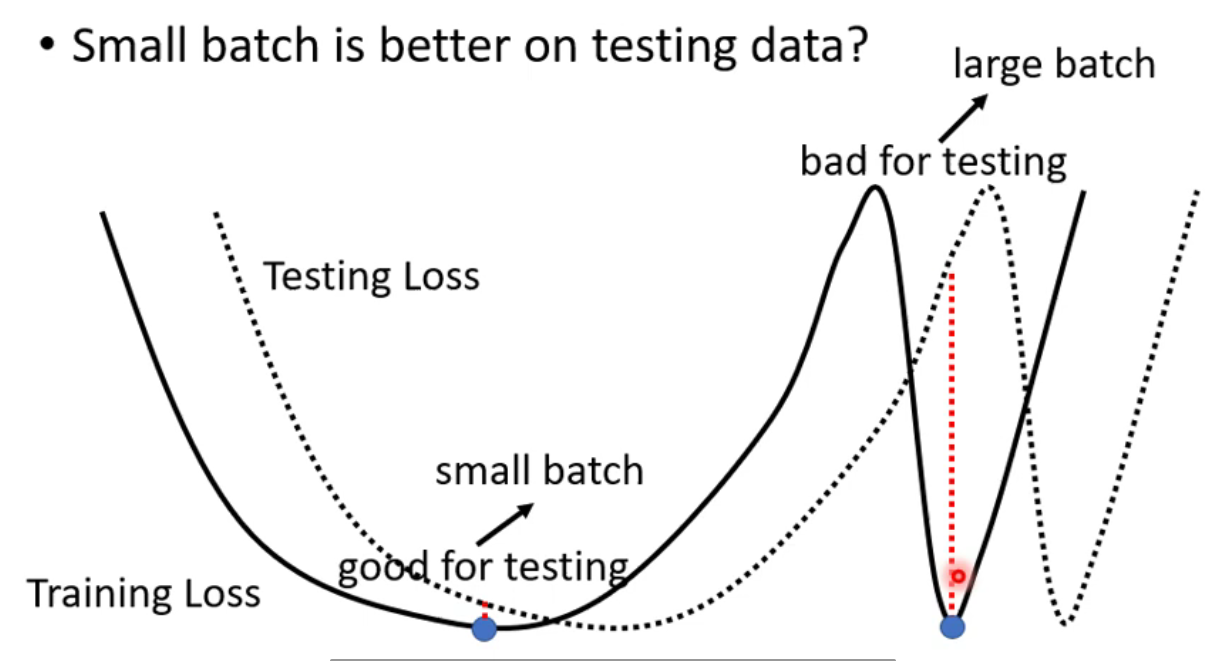 • Small batch is better on testing data?
large batch
bad for testing
Testing Loss
small batch
good for testing
Training Loss